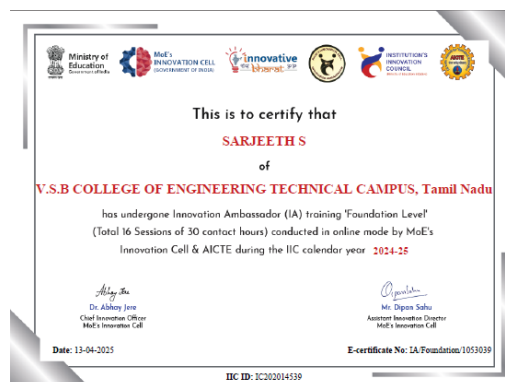 Ministry of
Education
Government of India
MoE's
INNOVATION CELL
(GOVERNMENT OF INDIA)
innovative
INSTITUTION'S
INNOVATION
COUNCIL
AICTE
This is to certify that
SARJEETH S
of
V.S.B COLLEGE OF ENGINEERING TECHNICAL CAMPUS, Tamil Nadu
has undergone Innovation Ambassador (IA) training 'Foundation Level'
(Total 16 Sessions of 30 contact hours) conducted in online mode by MoE's
Innovation Cell & AICTE during the IIC calendar year 2024-25
Dr. Abhay Jere
Chief Innovation Officer
MoE's Innovation Cell
Mr. Dipan Sahu
Assistant Innovation Director
MoE's Innovation Cell
Date: 13-04-2025
E-certificate No: IA/Foundation/1053039
IIC ID: IC202014539